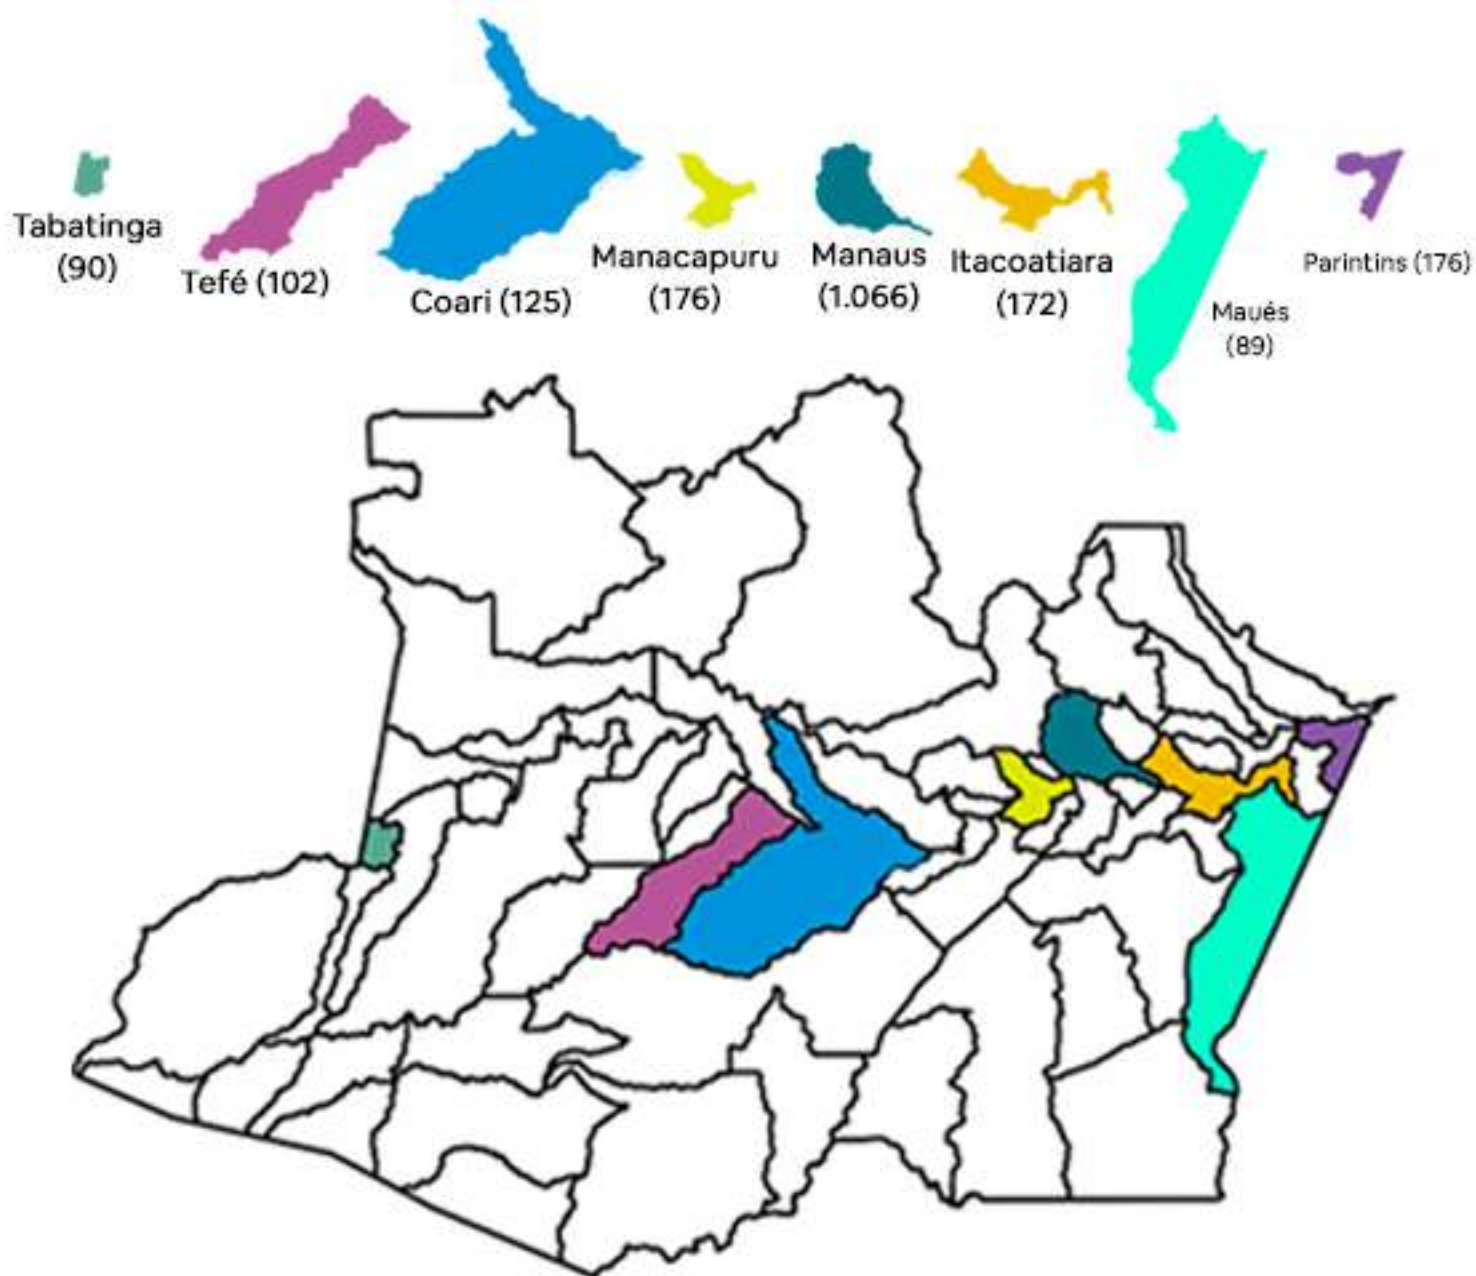 Tabatinga
(90)
Tefé (102)
Coari (125)
Manacapuru
(176)
Manaus
(1.066)
Itacoatiara
(172)
Maués
(89)
Parintins (176)